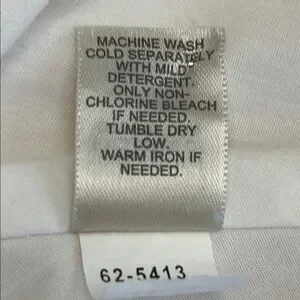 MACHINE WASH
COLD SEPARATELY
WITH MILD
DETERGENT.
ONLY NON-
CHLORINE BLEACH
IF NEEDED.
TUMBLE DRY
LOW.
WARM IRON IF
NEEDED.
62-5413